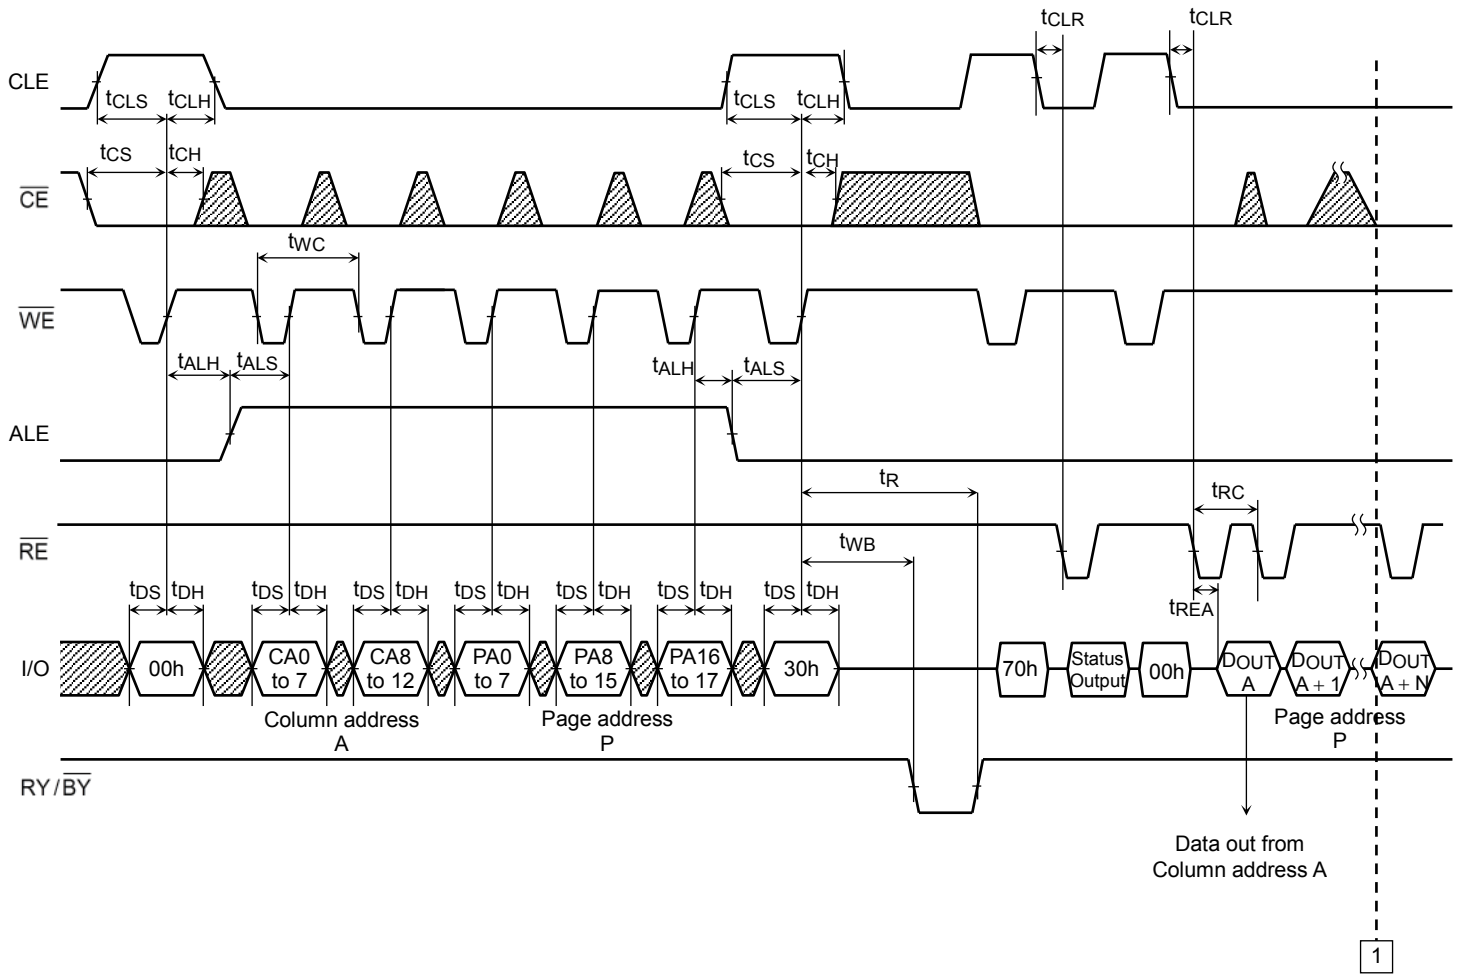 tCLR tCLR
CLE
tCLS tCLH tCLS tCLH
tCS tCH tCS tCH
CE
tWC
WE
tALH tALS tALH tALS
ALE
tR
tRC
RE
tWB
tDS tDH tDS tDH tDS tDH tDS tDH tDS tDH tDS tDH tDS tDH
tREA
I/O
00h
CA0
to 7
CA8
to 12
PA0
to 7
PA8
to 15
PA16
to 17
30h
70h
Status
Output
00h
DOUT
A
DOUT
A + 1
DOUT
A + N
Column address
A
Page address
P
Page address
P
RY/BY
Data out from
Column address A
1